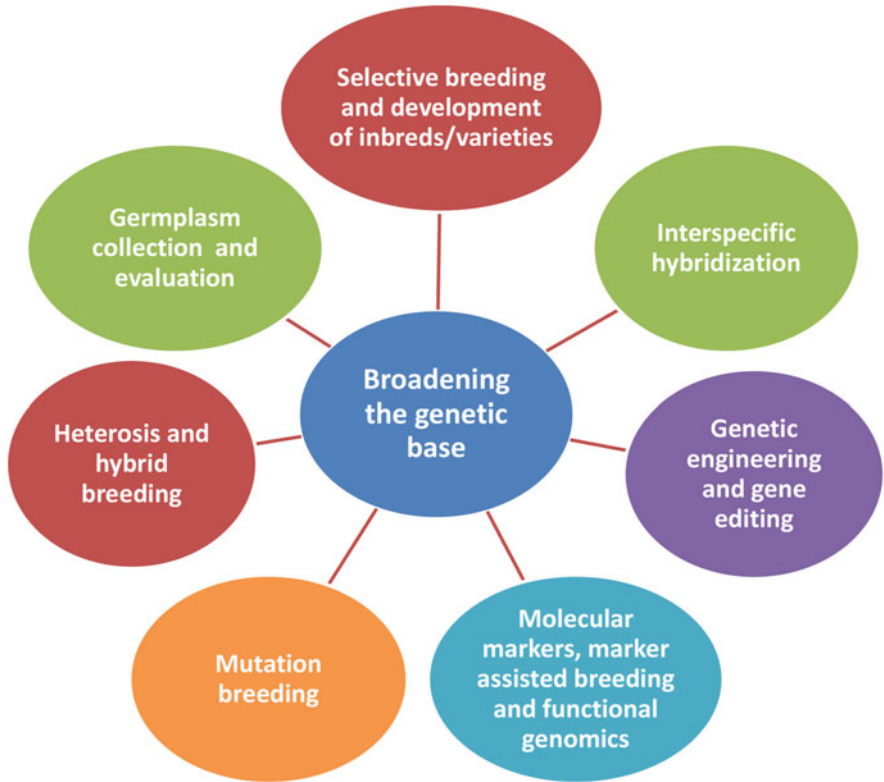 Selective breeding
and development
of inbreds/varieties
Germplasm
collection and
evaluation
Interspecific
hybridization
Broadening
the genetic
base
Heterosis and
hybrid
breeding
Genetic
engineering
and gene
editing
Mutation
breeding
Molecular
markers, marker
assisted breeding
and functional
genomics